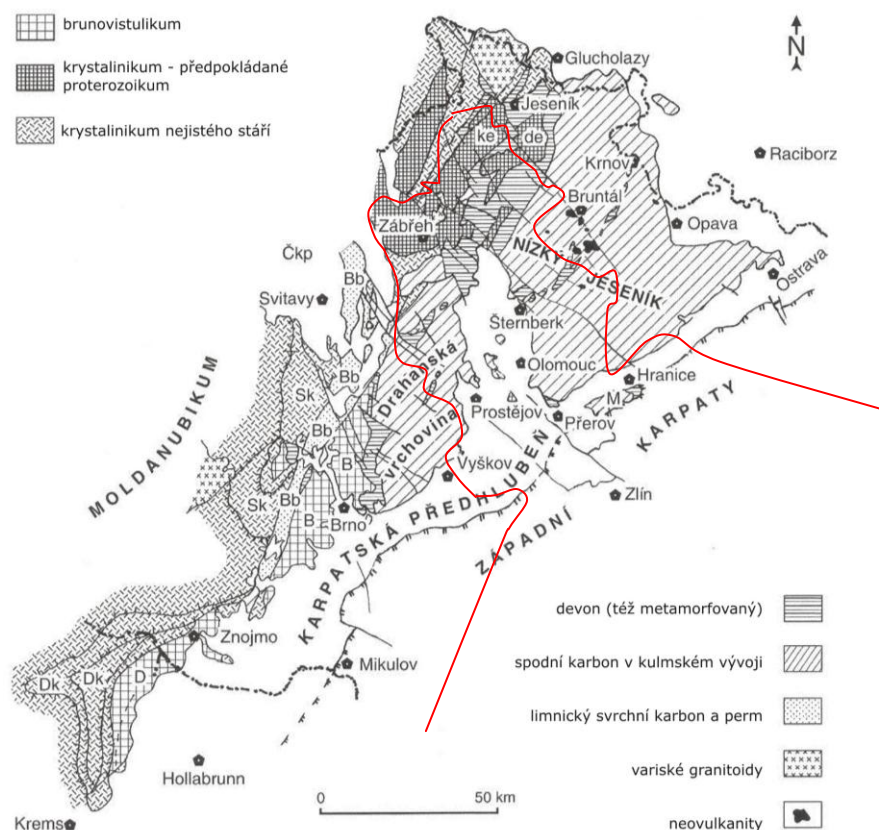 brunovistulikum
krystalinikum - předpokládané
proterozoikum
krystalinikum nejistého stáří
N
Glucholazy
Jeseník
ke
de
Krnov
Raciborz
Bruntál
Opava
Zábřeh
NÍZKÝ
JESENÍK
Ostrava
Čkp
Bb
Svitavy
Šternberk
Bb
Olomouc
Hranice
M
Drahanská
vrchovina
Sk
Prostějov
Přerov
KARPATY
MOLDANUBIKUM
Bb
B
Vyškov
Zlín
Sk
Bb
B
Brno
KARPATSKÁ PŘEDHLUBEŇ
ZÁPADNÍ
devon (též metamorfovaný)
Znojmo
spodní karbon v kulmském vývoji
Mikulov
Dk
Dk
D
limnický svrchní karbon a perm
Hollabrunn
variské granitoidy
0
50 km
Krems
neovulkanity